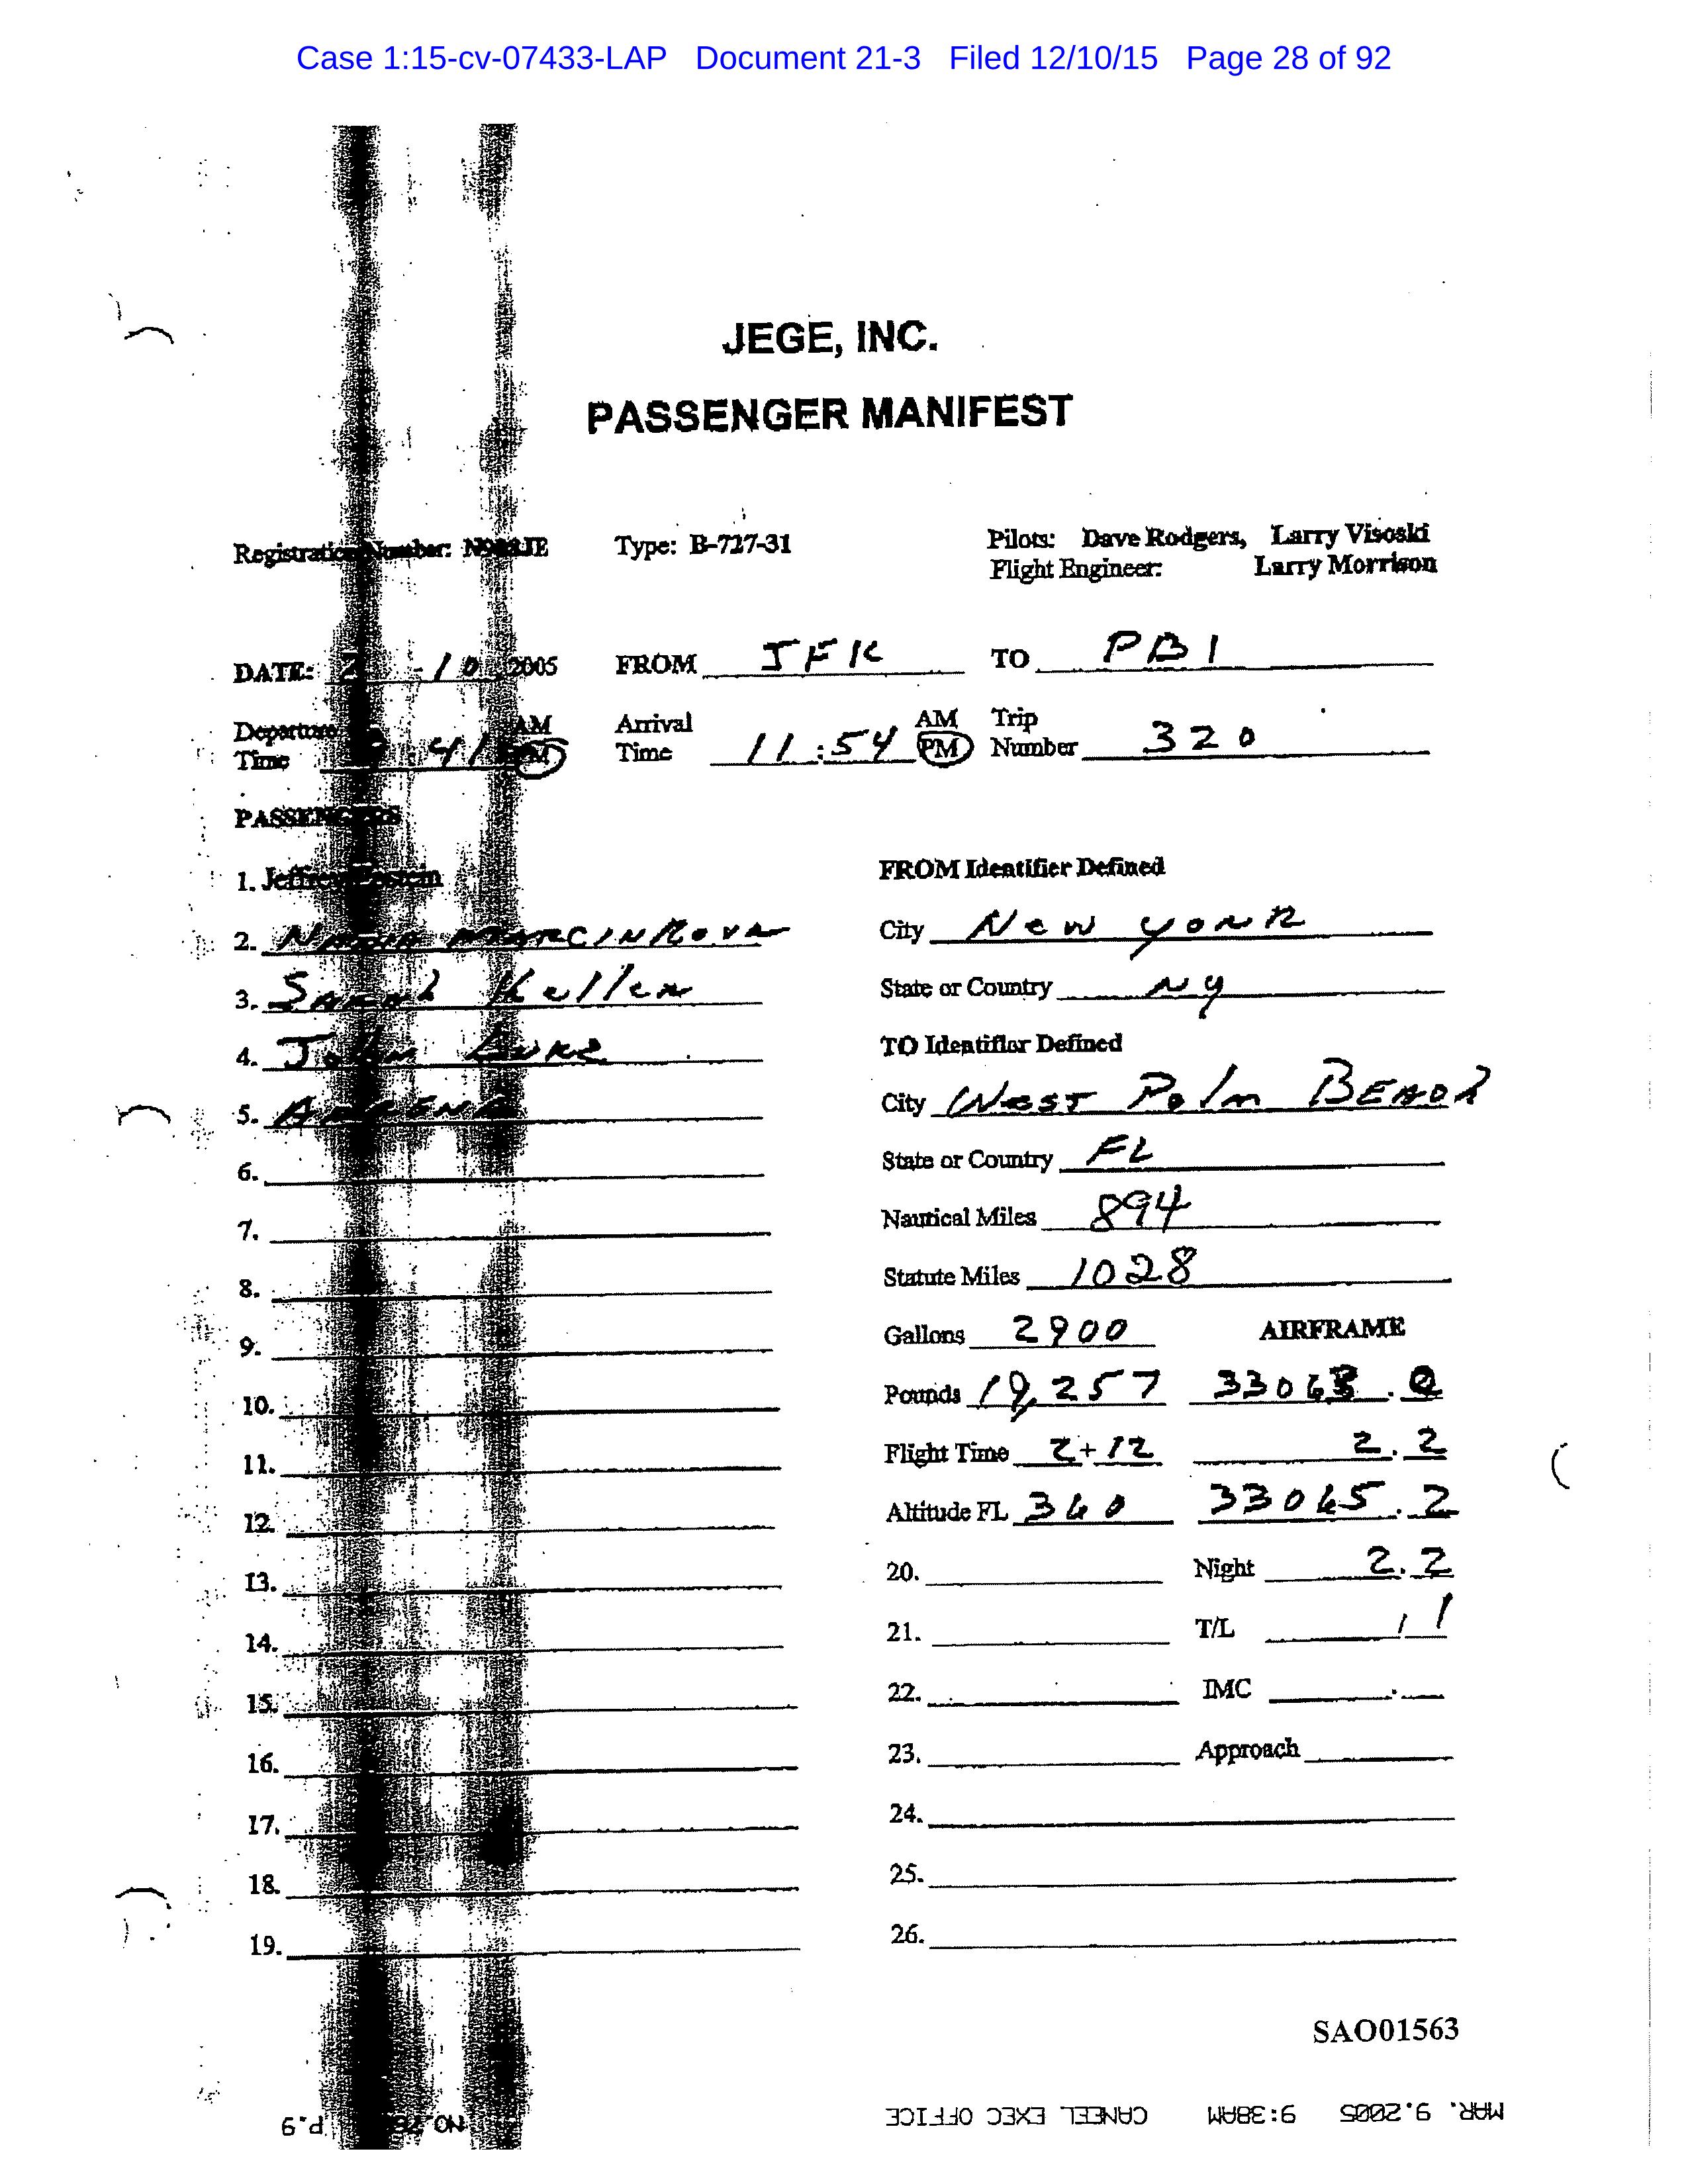 Case 1:15-cv-07433-LAP Document 21-3 Filed 12/10/15 Page 28 of 92
JEGE, INC.
PASSENGER MANIFEST
Registration Number: N908JE Type: B-727-31 Pilots: Dave Rodgers, Larry Visoski
Flight Engineer: Larry Morrison
DATE: 2 - 10 2005 FROM JFK TO PBI
Departure AM Arrival AM Trip
Time 41 PM Time 11:54 PM Number 320
PASSENGERS
1. Jeffrey Epstein
FROM Identifier Defined
2. NADIA MARCINKOVA
City New York
3. Sarah Kellen
State or Country NY
4. John Luke
TO Identifier Defined
5.
City West Palm BEACh
6.
State or Country FL
7.
Nautical Miles 894
8.
Statute Miles 1028
9.
Gallons 2900 AIRFRAME
10.
Pounds 19,257 33063.0
11.
Flight Time 2+12 2.2
12.
Altitude FL 360 33065.2
13.
20. Night 2.2
14.
21. T/L 1 1
15.
22. IMC
16.
23. Approach
17.
24.
18.
25.
19.
26.
SAO01563
MAR. 9.2005 9:38AM CANEEL EXEC OFFICE NO. P.9